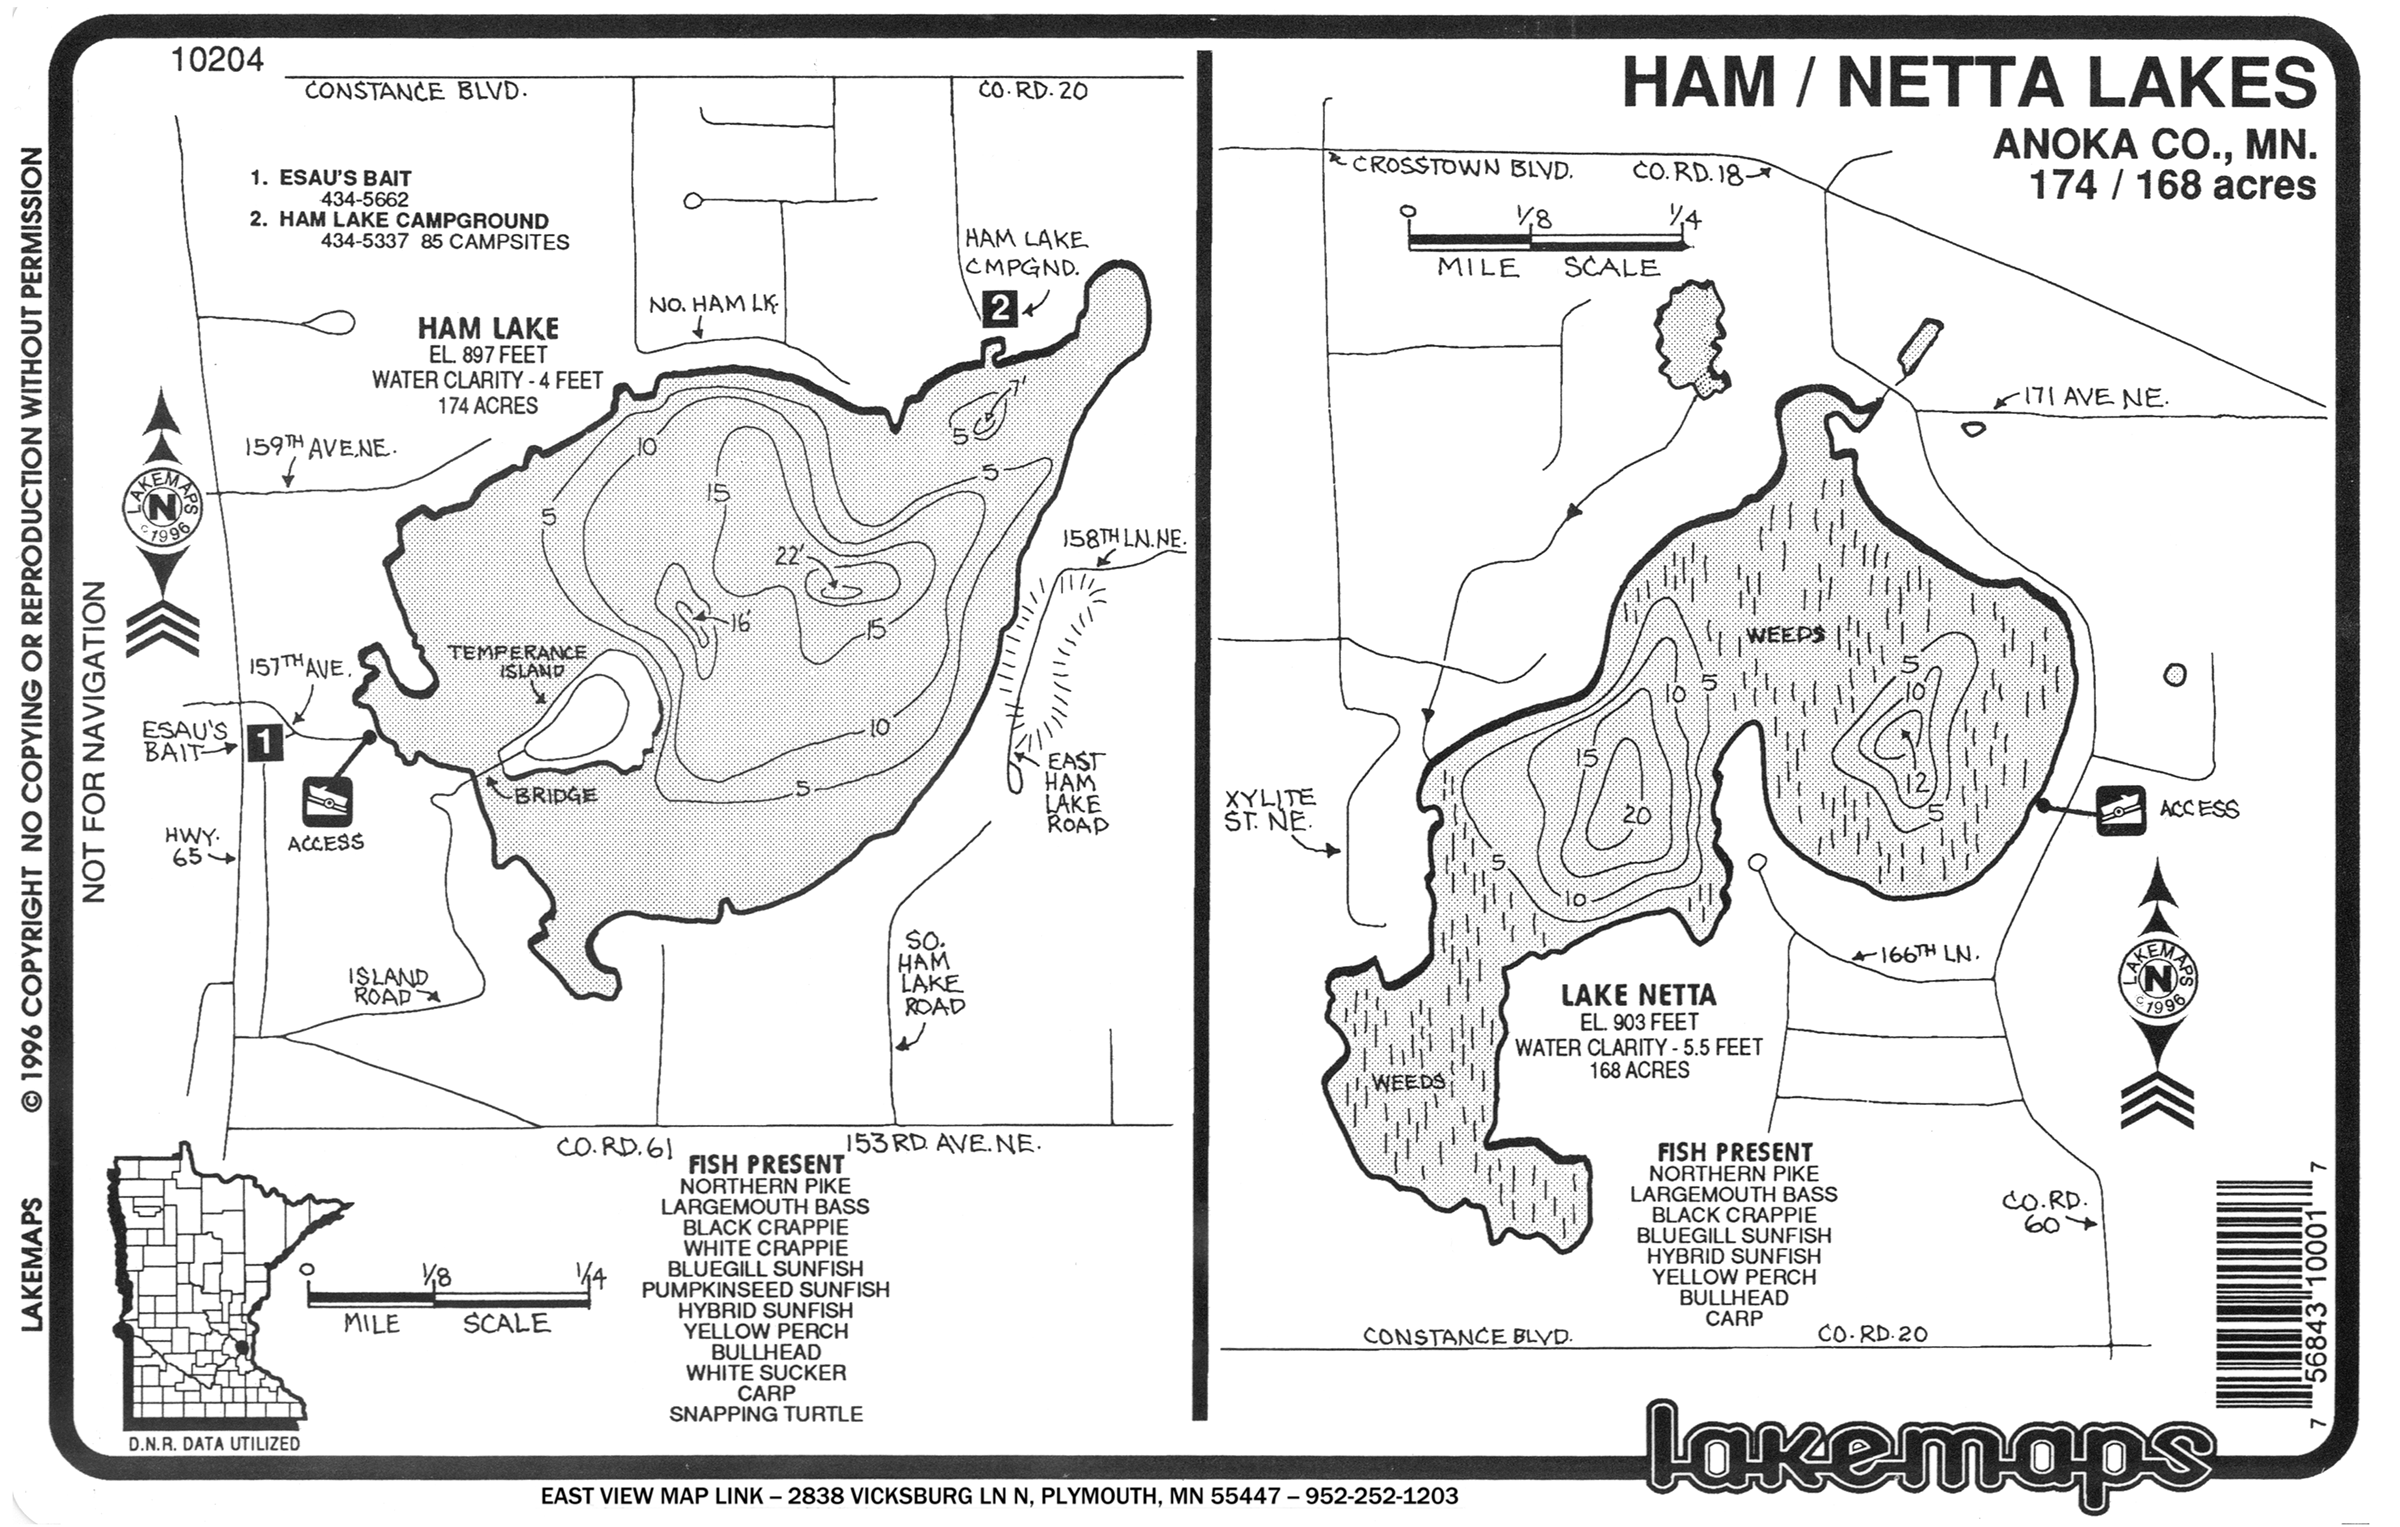 10204
CONSTANCE BLVD.
CO. RD. 20
1. ESAU'S BAIT
434-5662
2. HAM LAKE CAMPGROUND
434-5337 85 CAMPSITES
HAM LAKE
CMPGND.
2
NO. HAM LK.
HAM LAKE
EL. 897 FEET
WATER CLARITY - 4 FEET
174 ACRES
7'
5
10
159TH AVE. NE.
5
15
5
LAKEMAPS
N
©1996
22'
158TH LN. NE.
16'
15
TEMPERANCE
ISLAND
157TH AVE.
ESAU'S
BAIT
1
10
5
BRIDGE
EAST
HAM
LAKE
ROAD
HWY.
65
ACCESS
ISLAND
ROAD
SO.
HAM
LAKE
ROAD
CO. RD. 61
153RD. AVE. NE.
FISH PRESENT
NORTHERN PIKE
LARGEMOUTH BASS
BLACK CRAPPIE
WHITE CRAPPIE
BLUEGILL SUNFISH
PUMPKINSEED SUNFISH
HYBRID SUNFISH
YELLOW PERCH
BULLHEAD
WHITE SUCKER
CARP
SNAPPING TURTLE
0 1/8 1/4
MILE SCALE
D.N.R. DATA UTILIZED
NOT FOR NAVIGATION
LAKEMAPS © 1996 COPYRIGHT NO COPYING OR REPRODUCTION WITHOUT PERMISSION
HAM / NETTA LAKES
ANOKA CO., MN.
174 / 168 acres
CROSSTOWN BLVD.
CO. RD. 18
0 1/8 1/4
MILE SCALE
171 AVE NE.
WEEDS
5
10
5
5
10
15
12
20
5
5
10
XYLITE
ST. NE.
ACCESS
166TH LN.
LAKEMAPS
N
©1996
LAKE NETTA
EL. 903 FEET
WATER CLARITY - 5.5 FEET
168 ACRES
WEEDS
FISH PRESENT
NORTHERN PIKE
LARGEMOUTH BASS
BLACK CRAPPIE
BLUEGILL SUNFISH
HYBRID SUNFISH
YELLOW PERCH
BULLHEAD
CARP
CO. RD.
60
CONSTANCE BLVD.
CO. RD. 20
7 56843 10001 7
lakemaps
EAST VIEW MAP LINK – 2838 VICKSBURG LN N, PLYMOUTH, MN 55447 – 952-252-1203